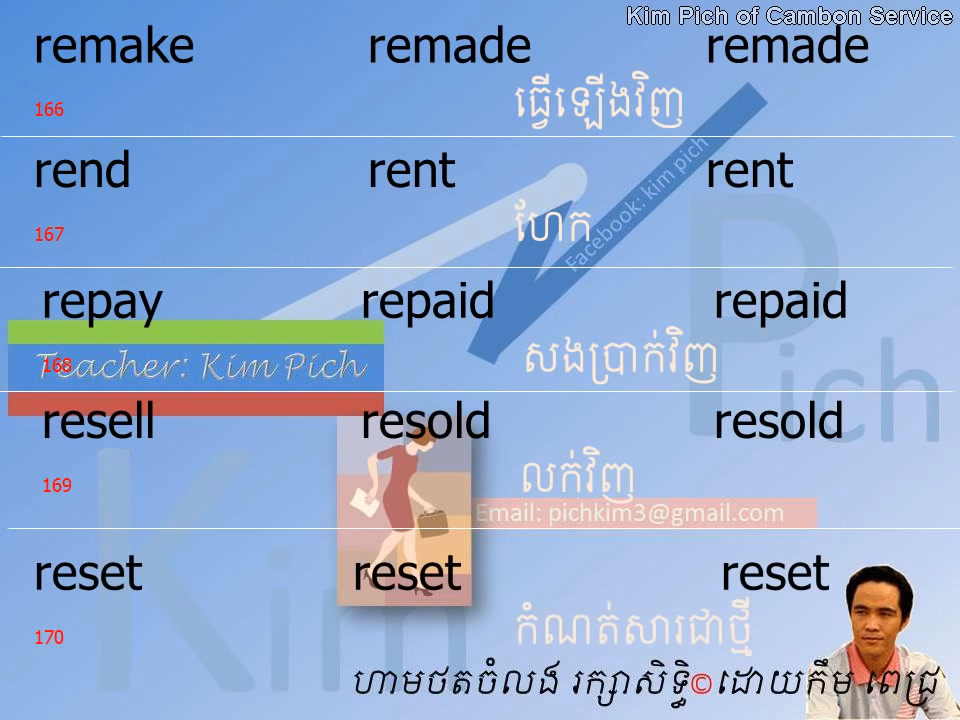 Kim Pich of Cambon Service
remake remade remade
166 ធ្វើឡើងវិញ
rend rent rent
Facebook: kim pich
167 ហែក
repay repaid repaid
Teacher: Kim Pich
168 សងប្រាក់វិញ
Pich
resell resold resold
169 លក់វិញ
Email: pichkim3@gmail.com
Kim
reset reset reset
170 កំណត់សារជាថ្មី
ហាមថតចំលង រក្សាសិទ្ធិ©ដោយកឹម ពេជ្រ